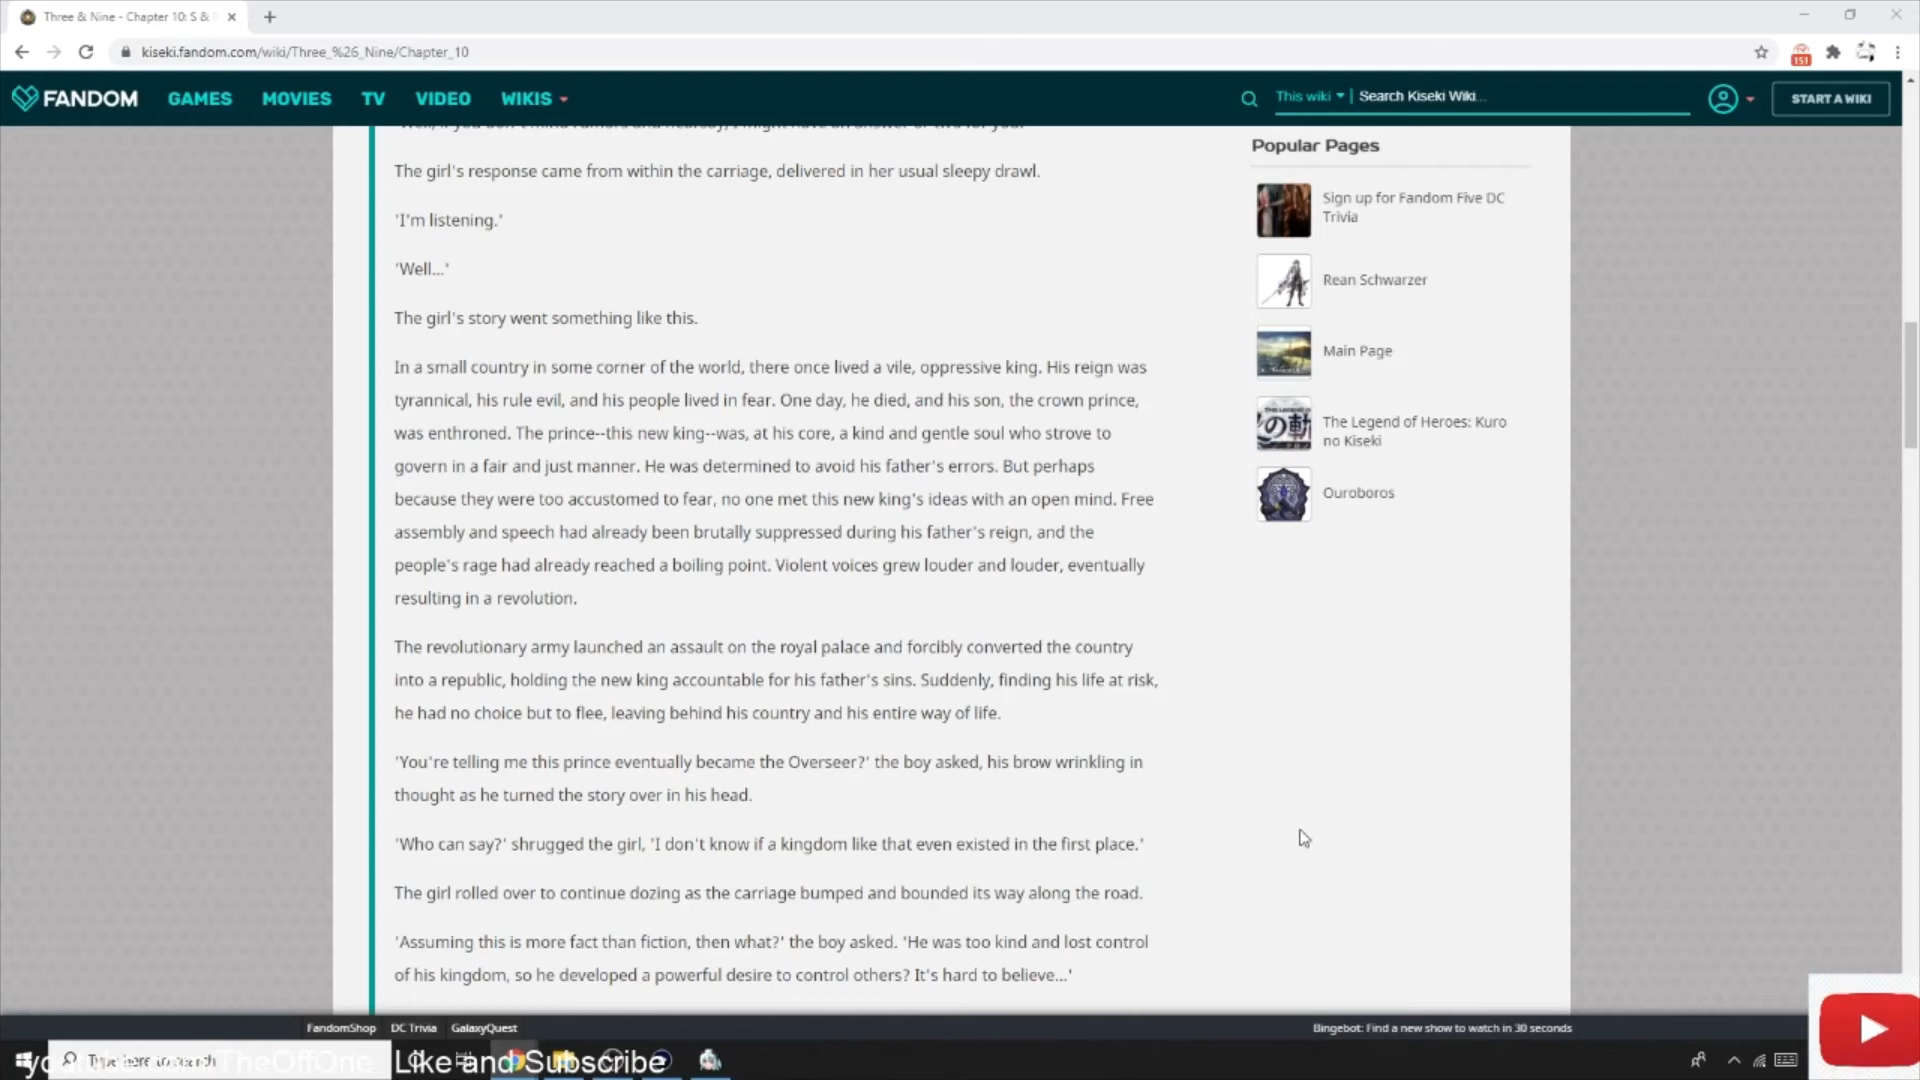 Three & Nine - Chapter 10: S &
kiseki.fandom.com/wiki/Three_%26_Nine/Chapter_10
151
FANDOM
GAMES
MOVIES
TV
VIDEO
WIKIS
This wiki
Search Kiseki Wiki...
START A WIKI
The girl's response came from within the carriage, delivered in her usual sleepy drawl.
'I'm listening.'
'Well...'
The girl's story went something like this.
In a small country in some corner of the world, there once lived a vile, oppressive king. His reign was
tyrannical, his rule evil, and his people lived in fear. One day, he died, and his son, the crown prince,
was enthroned. The prince--this new king--was, at his core, a kind and gentle soul who strove to
govern in a fair and just manner. He was determined to avoid his father's errors. But perhaps
because they were too accustomed to fear, no one met this new king's ideas with an open mind. Free
assembly and speech had already been brutally suppressed during his father's reign, and the
people's rage had already reached a boiling point. Violent voices grew louder and louder, eventually
resulting in a revolution.
The revolutionary army launched an assault on the royal palace and forcibly converted the country
into a republic, holding the new king accountable for his father's sins. Suddenly, finding his life at risk,
he had no choice but to flee, leaving behind his country and his entire way of life.
'You're telling me this prince eventually became the Overseer?' the boy asked, his brow wrinkling in
thought as he turned the story over in his head.
'Who can say?' shrugged the girl, 'I don't know if a kingdom like that even existed in the first place.'
The girl rolled over to continue dozing as the carriage bumped and bounded its way along the road.
'Assuming this is more fact than fiction, then what?' the boy asked. 'He was too kind and lost control
of his kingdom, so he developed a powerful desire to control others? It's hard to believe...'
Popular Pages
Sign up for Fandom Five DC
Trivia
Rean Schwarzer
Main Page
The Legend of Heroes: Kuro
no Kiseki
Ouroboros
FandomShop
DC Trivia
GalaxyQuest
Bingebot: Find a new show to watch in 30 seconds
Type here to search
youtube.com/TheOffOne Like and Subscribe